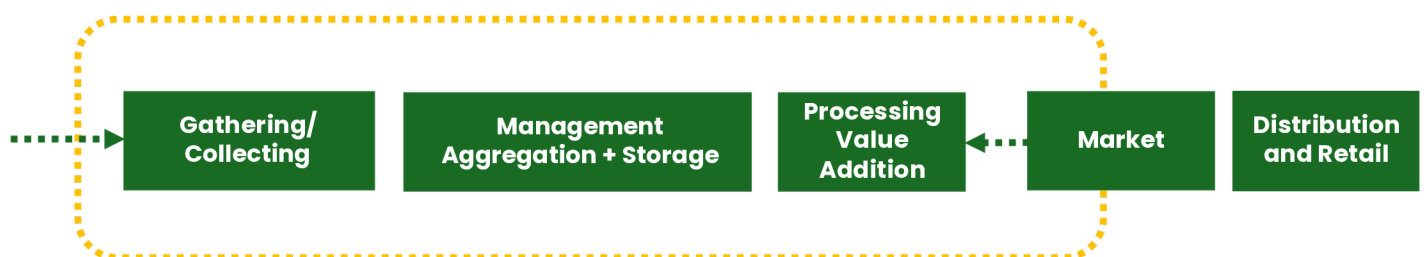 Gathering/
Collecting
Management
Aggregation + Storage
Processing
Value
Addition
Market
Distribution
and Retail